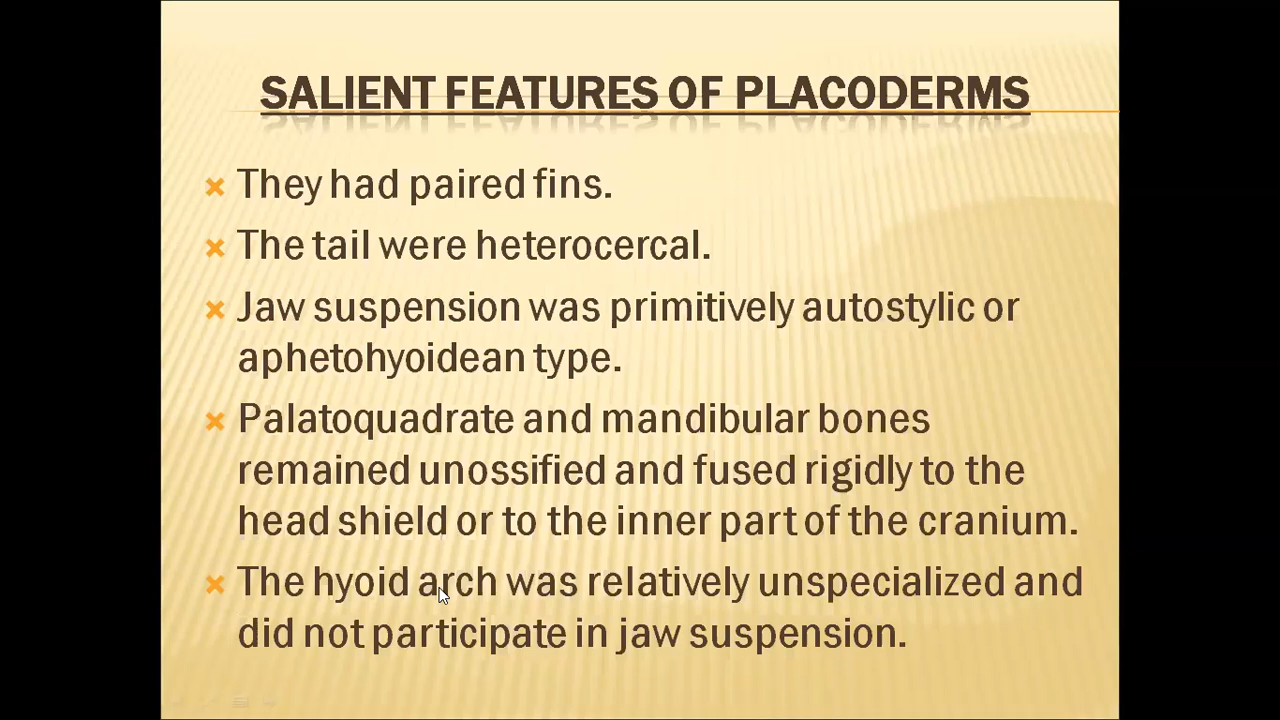 SALIENT FEATURES OF PLACODERMS
They had paired fins.
The tail were heterocercal.
Jaw suspension was primitively autostylic or
aphetohyoidean type.
Palatoquadrate and mandibular bones
remained unossified and fused rigidly to the
head shield or to the inner part of the cranium.
The hyoid arch was relatively unspecialized and
did not participate in jaw suspension.